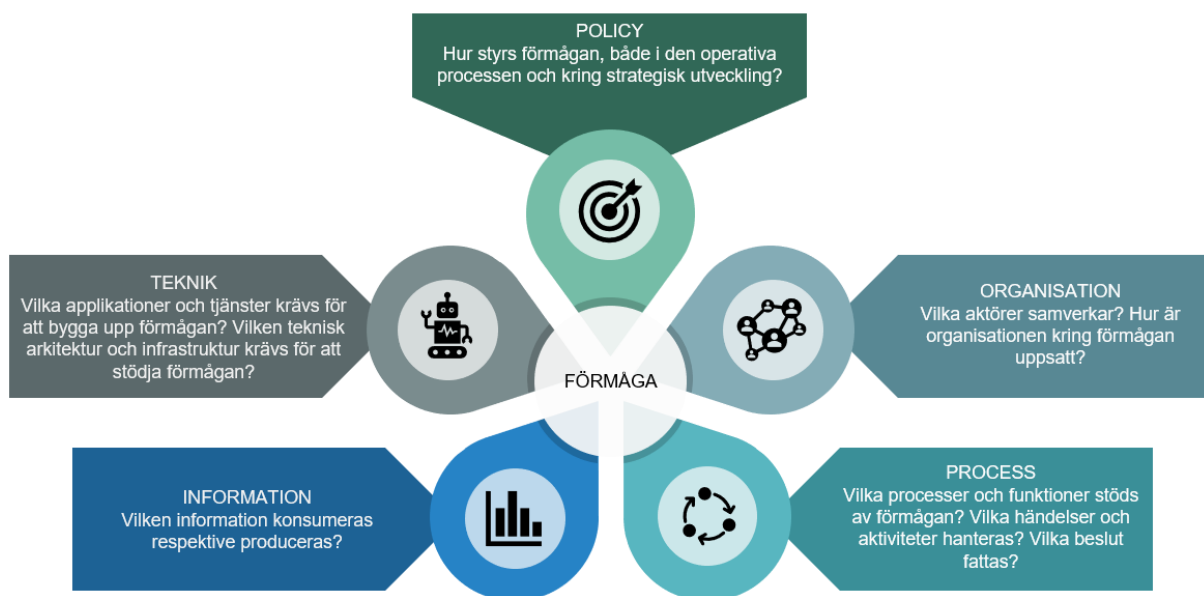 POLICY
Hur styrs förmågan, både i den operativa
processen och kring strategisk utveckling?
TEKNIK
Vilka applikationer och tjänster krävs för
att bygga upp förmågan? Vilken teknisk
arkitektur och infrastruktur krävs för att
stödja förmågan?
ORGANISATION
Vilka aktörer samverkar? Hur är
organisationen kring förmågan
uppsatt?
FÖRMÅGA
INFORMATION
Vilken information konsumeras
respektive produceras?
PROCESS
Vilka processer och funktioner stöds
av förmågan? Vilka händelser och
aktiviteter hanteras? Vilka beslut
fattas?